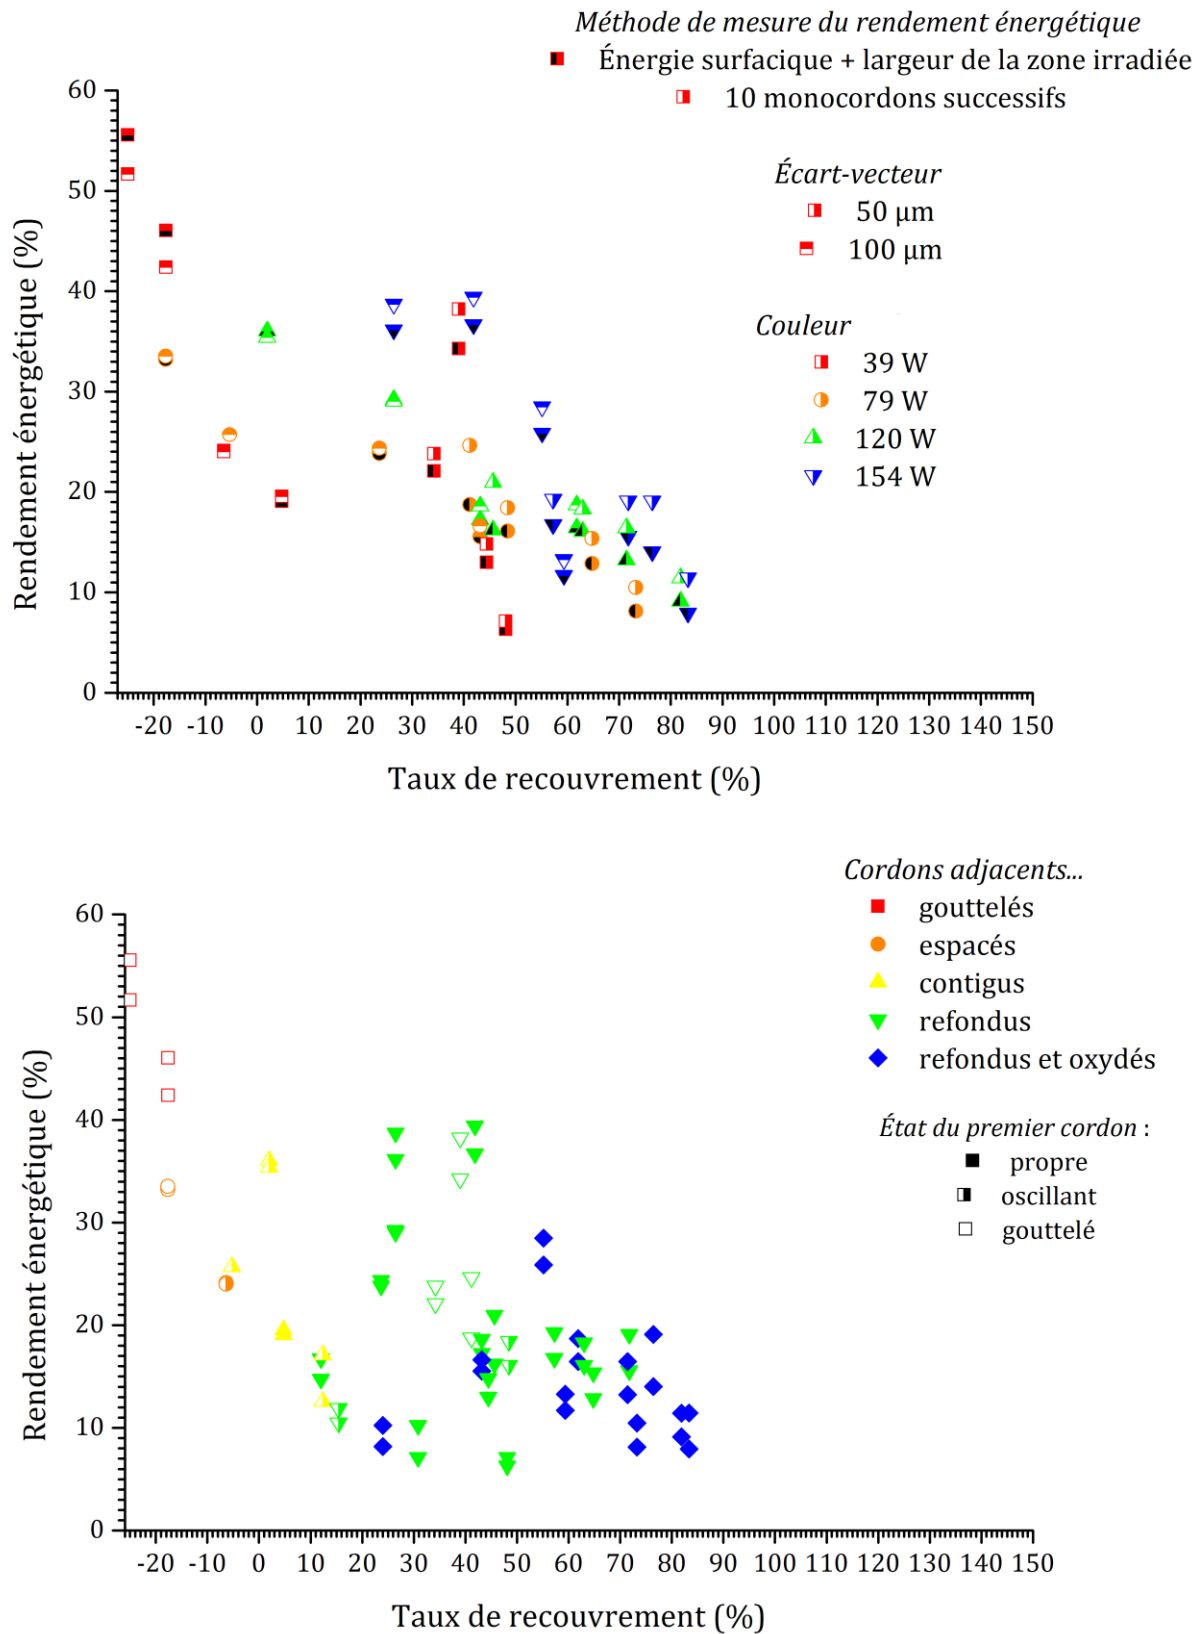 Méthode de mesure du rendement énergétique
Énergie surfacique + largeur de la zone irradiée
10 monocordons successifs
Écart-vecteur
50 µm
100 µm
Couleur
39 W
79 W
120 W
154 W
Rendement énergétique (%)
60
50
40
30
20
10
0
-20 -10 0 10 20 30 40 50 60 70 80 90 100 110 120 130 140 150
Taux de recouvrement (%)
Cordons adjacents...
gouttelés
espacés
contigus
refondus
refondus et oxydés
État du premier cordon :
propre
oscillant
gouttelé
Rendement énergétique (%)
60
50
40
30
20
10
0
-20 -10 0 10 20 30 40 50 60 70 80 90 100 110 120 130 140 150
Taux de recouvrement (%)